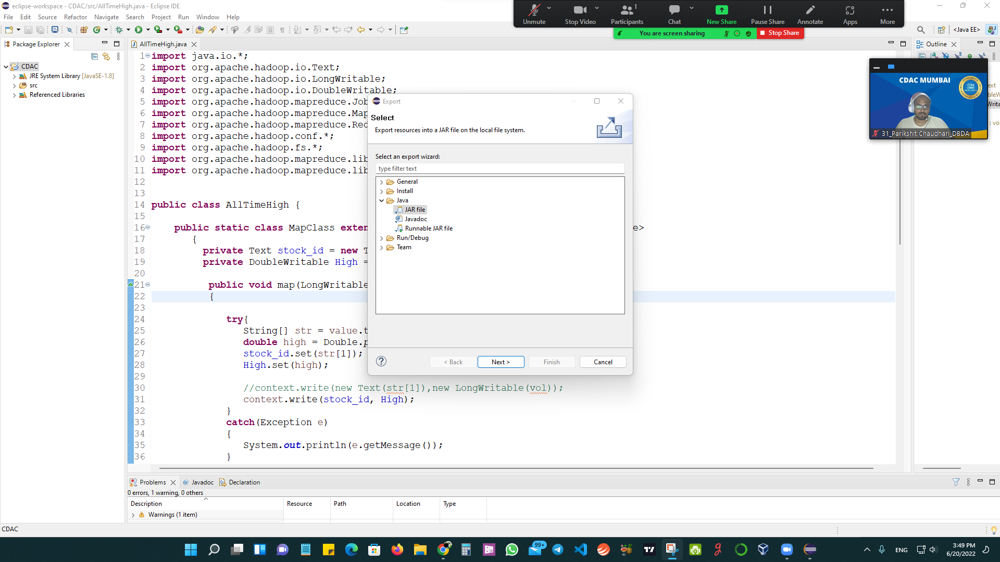 eclipse-workspace - CDAC/src/AllTimeHigh.java - Eclipse IDE
File Edit Source Refactor Navigate Search Project Run Window Help
Unmute Stop Video Participants 1 Chat New Share Pause Share Annotate Apps More
You are screen sharing Stop Share
<Java EE>
Package Explorer
AllTimeHigh.java
Outline
CDAC
JRE System Library [JavaSE-1.8]
src
Referenced Libraries
1 import java.io.*;
2 import org.apache.hadoop.io.Text;
3 import org.apache.hadoop.io.LongWritable;
4 import org.apache.hadoop.io.DoubleWritable;
5 import org.apache.hadoop.mapreduce.Job
6 import org.apache.hadoop.mapreduce.Map
7 import org.apache.hadoop.mapreduce.Red
8 import org.apache.hadoop.conf.*;
9 import org.apache.hadoop.fs.*;
10 import org.apache.hadoop.mapreduce.lib
11 import org.apache.hadoop.mapreduce.lib
12
13
14 public class AllTimeHigh {
15
16 public static class MapClass exten e>
17 {
18 private Text stock_id = new T
19 private DoubleWritable High =
20
21 public void map(LongWritable
22 {
23
24 try{
25 String[] str = value.t
26 double high = Double.p
27 stock_id.set(str[1]);
28 High.set(high);
29
30 //context.write(new Text(str[1]),new LongWritable(vol));
31 context.write(stock_id, High);
32 }
33 catch(Exception e)
34 {
35 System.out.println(e.getMessage());
36 }
Export
Select
Export resources into a JAR file on the local file system.
Select an export wizard:
type filter text
General
Install
Java
JAR file
Javadoc
Runnable JAR file
Run/Debug
Team
< Back Next > Finish Cancel
CDAC MUMBAI
31_Parikshit Chaudhari_DBDA
ext
bleW
Writa
: vo
Problems Javadoc Declaration
0 errors, 1 warning, 0 others
Description Resource Path Location Type
Warnings (1 item)
CDAC
99+
ENG
3:49 PM
6/20/2022